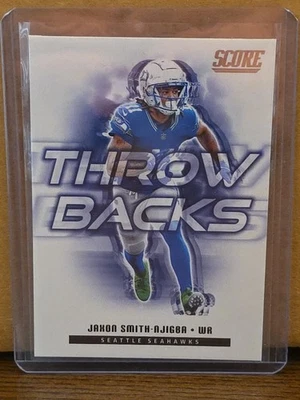 SCORE
THROW
BACKS
JAXON SMITH-NJIGBA • WR
SEATTLE SEAHAWKS